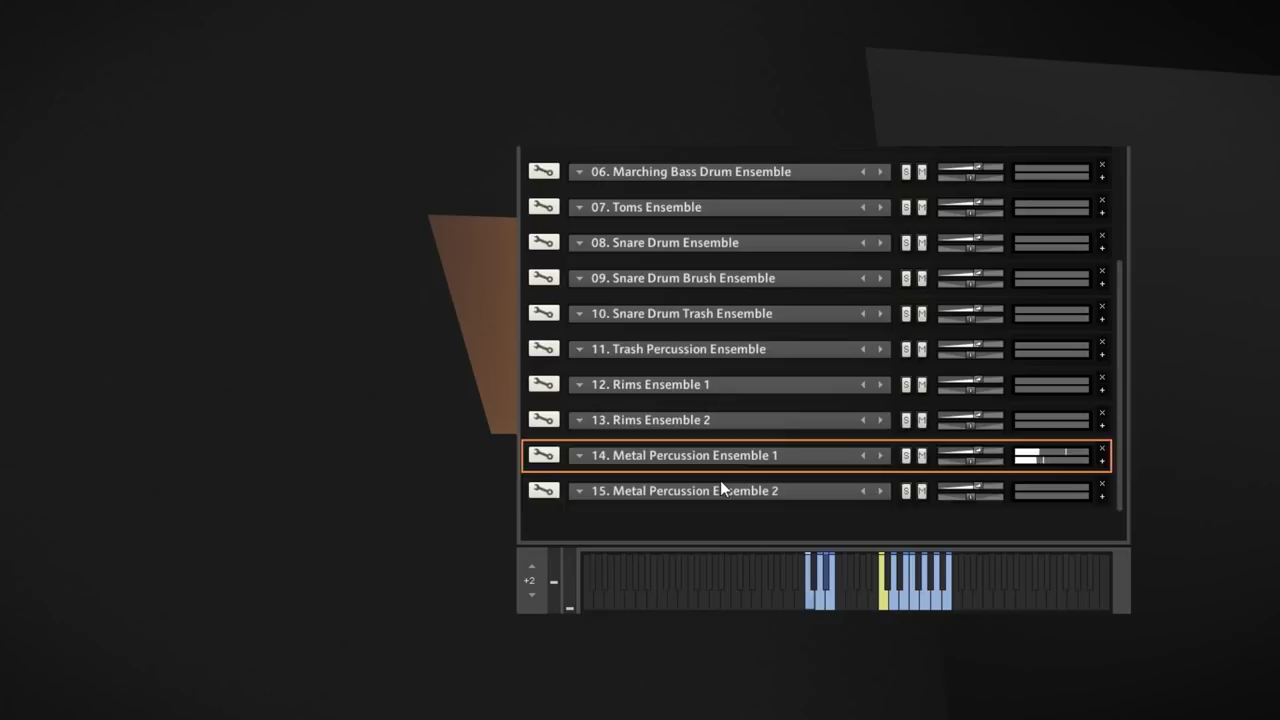 06. Marching Bass Drum Ensemble
S M
07. Toms Ensemble
S M
08. Snare Drum Ensemble
S M
09. Snare Drum Brush Ensemble
S M
10. Snare Drum Trash Ensemble
S M
11. Trash Percussion Ensemble
S M
12. Rims Ensemble 1
S M
13. Rims Ensemble 2
S M
14. Metal Percussion Ensemble 1
S M
15. Metal Percussion Ensemble 2
S M
+2